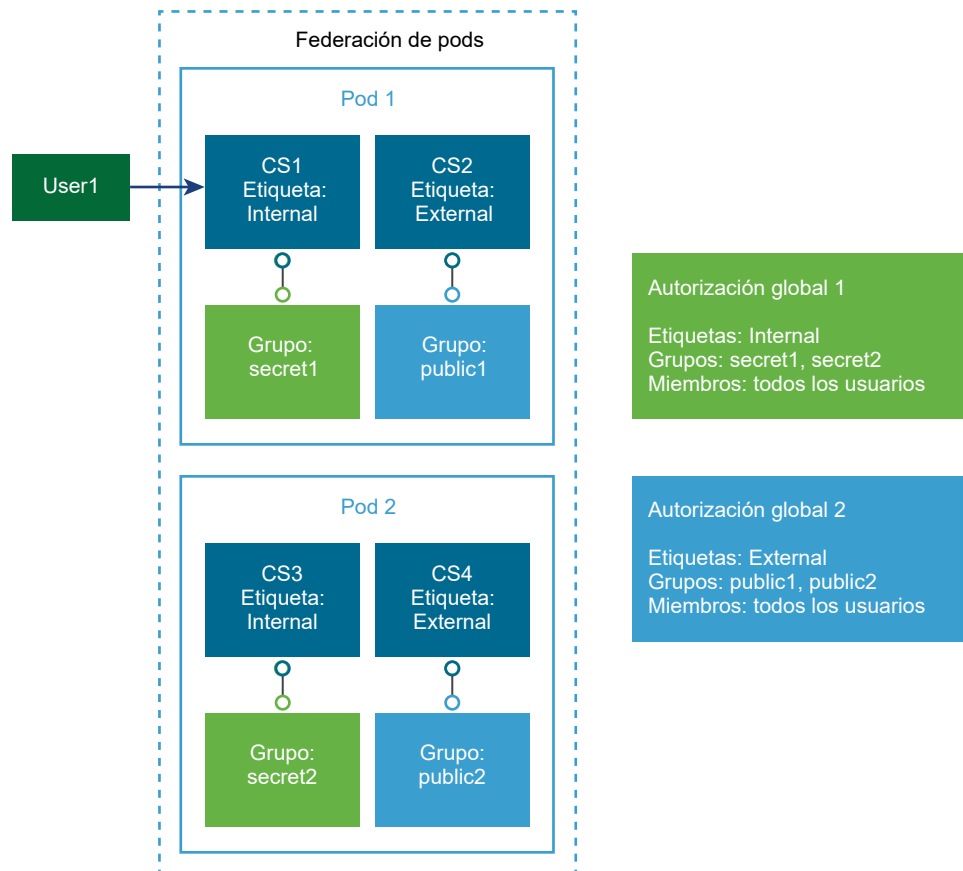 Federación de pods
Pod 1
User1
CS1
Etiqueta:
Internal
CS2
Etiqueta:
External
Grupo:
secret1
Grupo:
public1
Autorización global 1
Etiquetas: Internal
Grupos: secret1, secret2
Miembros: todos los usuarios
Pod 2
CS3
Etiqueta:
Internal
CS4
Etiqueta:
External
Grupo:
secret2
Grupo:
public2
Autorización global 2
Etiquetas: External
Grupos: public1, public2
Miembros: todos los usuarios